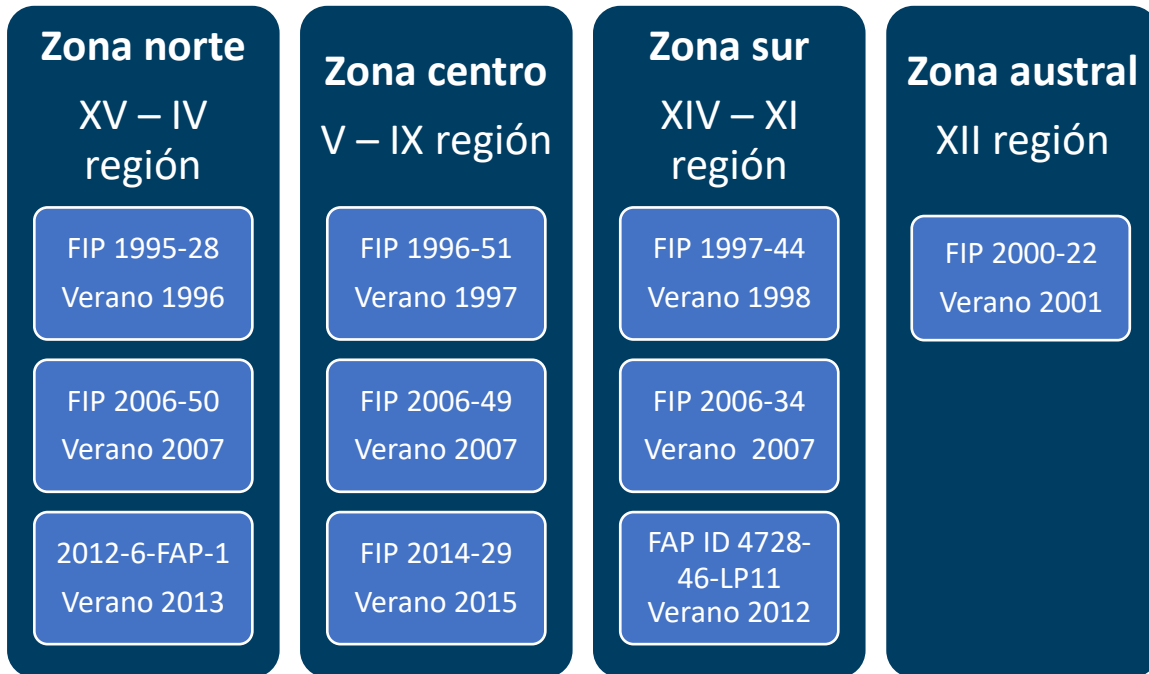 Zona norte
XV – IV
región
FIP 1995-28
Verano 1996
FIP 2006-50
Verano 2007
2012-6-FAP-1
Verano 2013
Zona centro
V – IX región
FIP 1996-51
Verano 1997
FIP 2006-49
Verano 2007
FIP 2014-29
Verano 2015
Zona sur
XIV – XI
región
FIP 1997-44
Verano 1998
FIP 2006-34
Verano  2007
FAP ID 4728-
46-LP11
Verano 2012
Zona austral
XII región
FIP 2000-22
Verano 2001